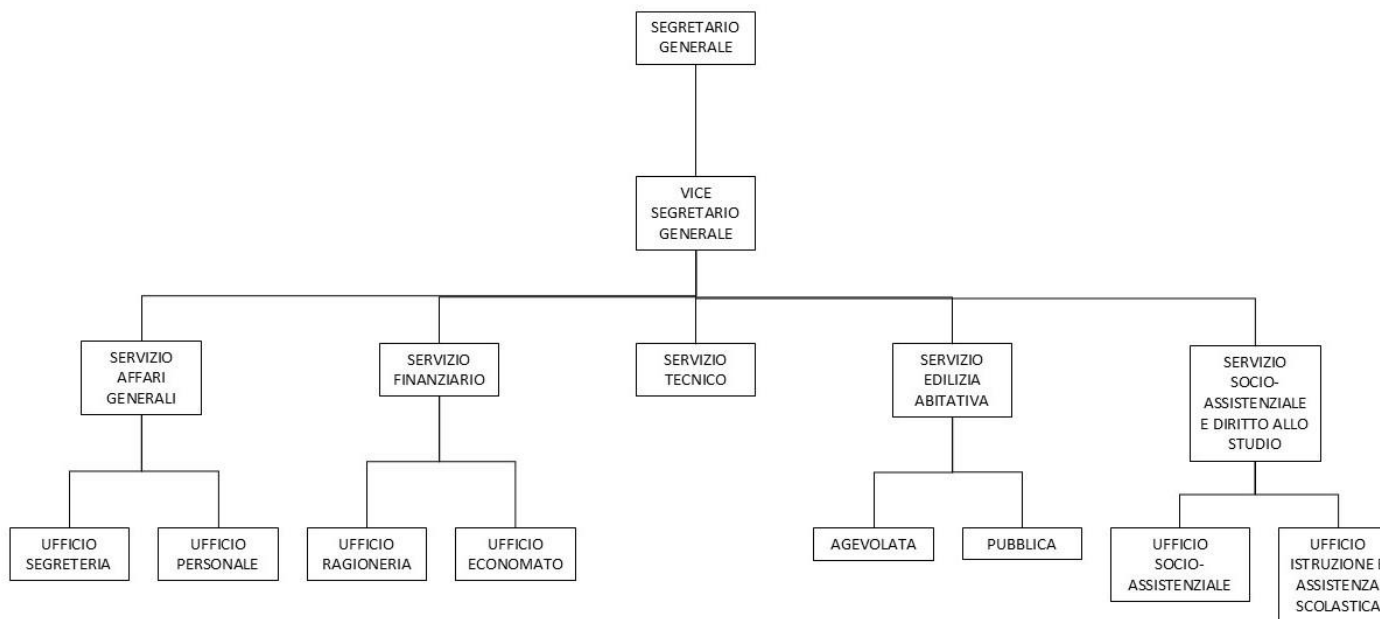 SEGRETARIO
GENERALE
VICE
SEGRETARIO
GENERALE
SERVIZIO
AFFARI
GENERALI
SERVIZIO
FINANZIARIO
SERVIZIO
TECNICO
SERVIZIO
EDILIZIA
ABITATIVA
SERVIZIO
SOCIO-
ASSISTENZIALE
E DIRITTO ALLO
STUDIO
UFFICIO
SEGRETERIA
UFFICIO
PERSONALE
UFFICIO
RAGIONERIA
UFFICIO
ECONOMATO
AGEVOLATA
PUBBLICA
UFFICIO
SOCIO-
ASSISTENZIALE
UFFICIO
ISTRUZIONE E
ASSISTENZA
SCOLASTICA